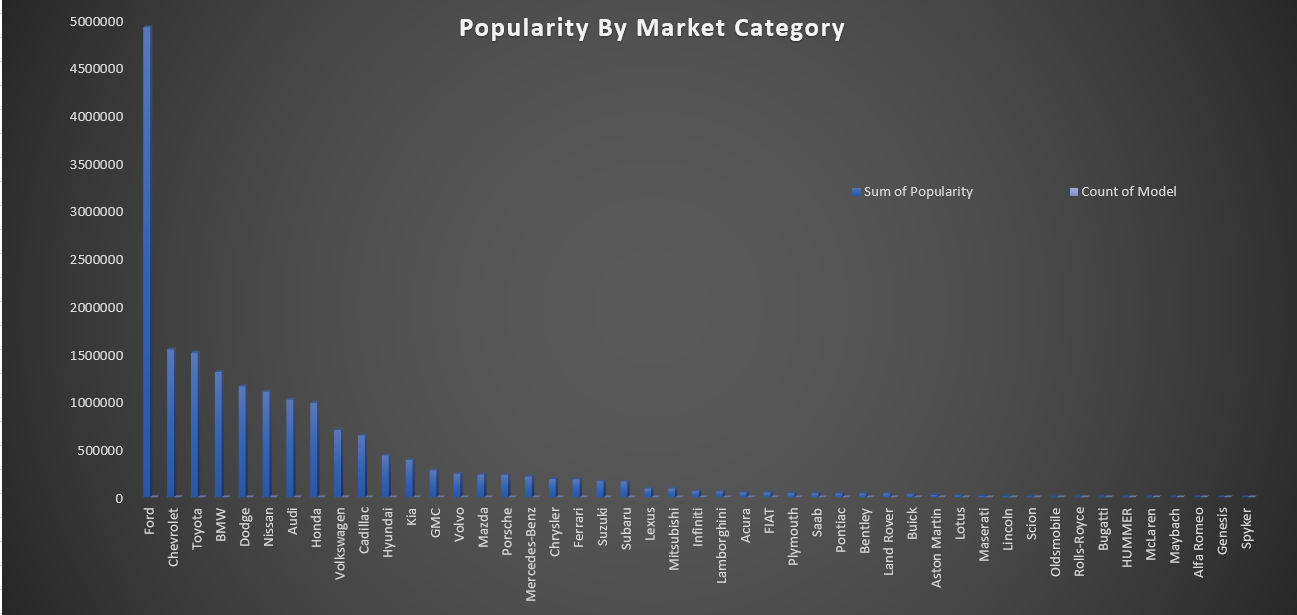 Popularity By Market Category
5000000
4500000
4000000
3500000
3000000
2500000
2000000
1500000
1000000
500000
0
Sum of Popularity
Count of Model
Ford
Chevrolet
Toyota
BMW
Dodge
Nissan
Audi
Honda
Volkswagen
Cadillac
Hyundai
Kia
GMC
Volvo
Mazda
Porsche
Mercedes-Benz
Chrysler
Ferrari
Suzuki
Subaru
Lexus
Mitsubishi
Infiniti
Lamborghini
Acura
FIAT
Plymouth
Saab
Pontiac
Bentley
Land Rover
Buick
Aston Martin
Lotus
Maserati
Lincoln
Scion
Oldsmobile
Rolls-Royce
Bugatti
HUMMER
McLaren
Maybach
Alfa Romeo
Genesis
Spyker